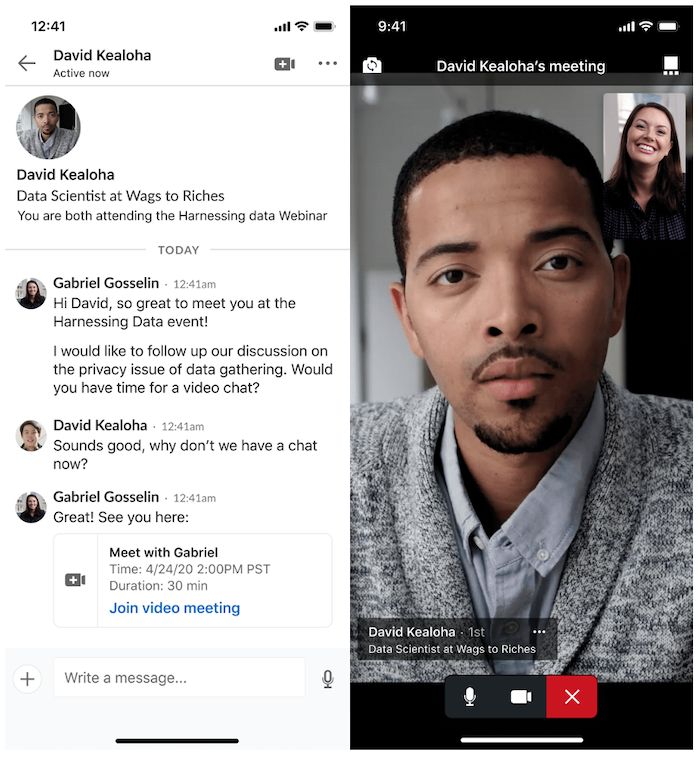 12:41
David Kealoha
Active now
David Kealoha
Data Scientist at Wags to Riches
You are both attending the Harnessing data Webinar
TODAY
Gabriel Gosselin · 12:41am
Hi David, so great to meet you at the
Harnessing Data event!
I would like to follow up our discussion on
the privacy issue of data gathering. Would
you have time for a video chat?
David Kealoha · 12:41am
Sounds good, why don't we have a chat
now?
Gabriel Gosselin · 12:41am
Great! See you here:
Meet with Gabriel
Time: 4/24/20 2:00PM PST
Duration: 30 min
Join video meeting
Write a message...
9:41
David Kealoha's meeting
David Kealoha · 1st
Data Scientist at Wags to Riches